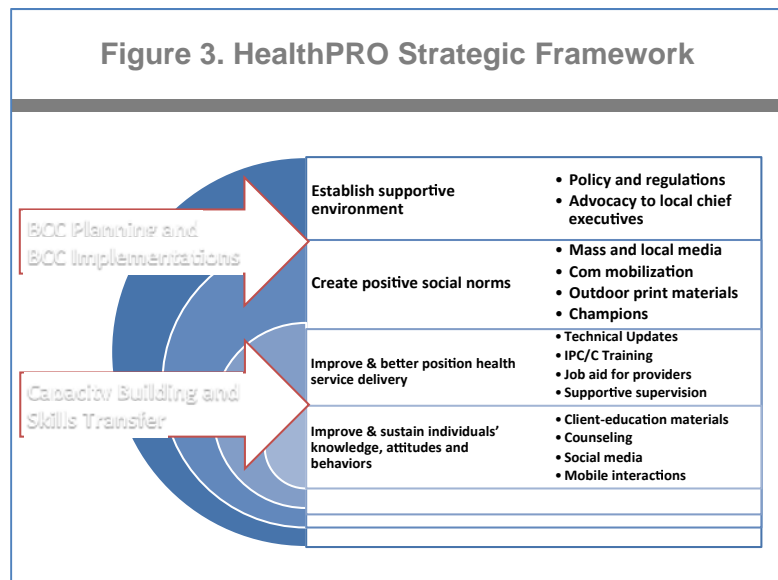 Figure 3. HealthPRO Strategic Framework
BCC Planning and
BCC Implementations
Capacity Building and
Skills Transfer
Establish supportive
environment
• Policy and regulations
• Advocacy to local chief
executives
Create positive social norms
• Mass and local media
• Com mobilization
• Outdoor print materials
• Champions
Improve & better position health
service delivery
• Technical Updates
• IPC/C Training
• Job aid for providers
• Supportive supervision
Improve & sustain individuals’
knowledge, attitudes and
behaviors
• Client-education materials
• Counseling
• Social media
• Mobile interactions